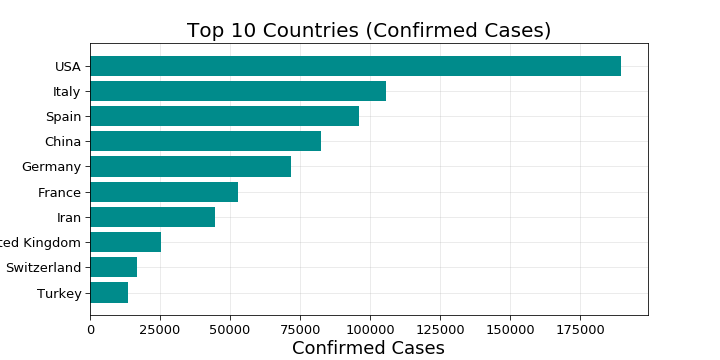 Top 10 Countries (Confirmed Cases)
USA
Italy
Spain
China
Germany
France
Iran
ted Kingdom
Switzerland
Turkey
0 25000 50000 75000 100000 125000 150000 175000
Confirmed Cases